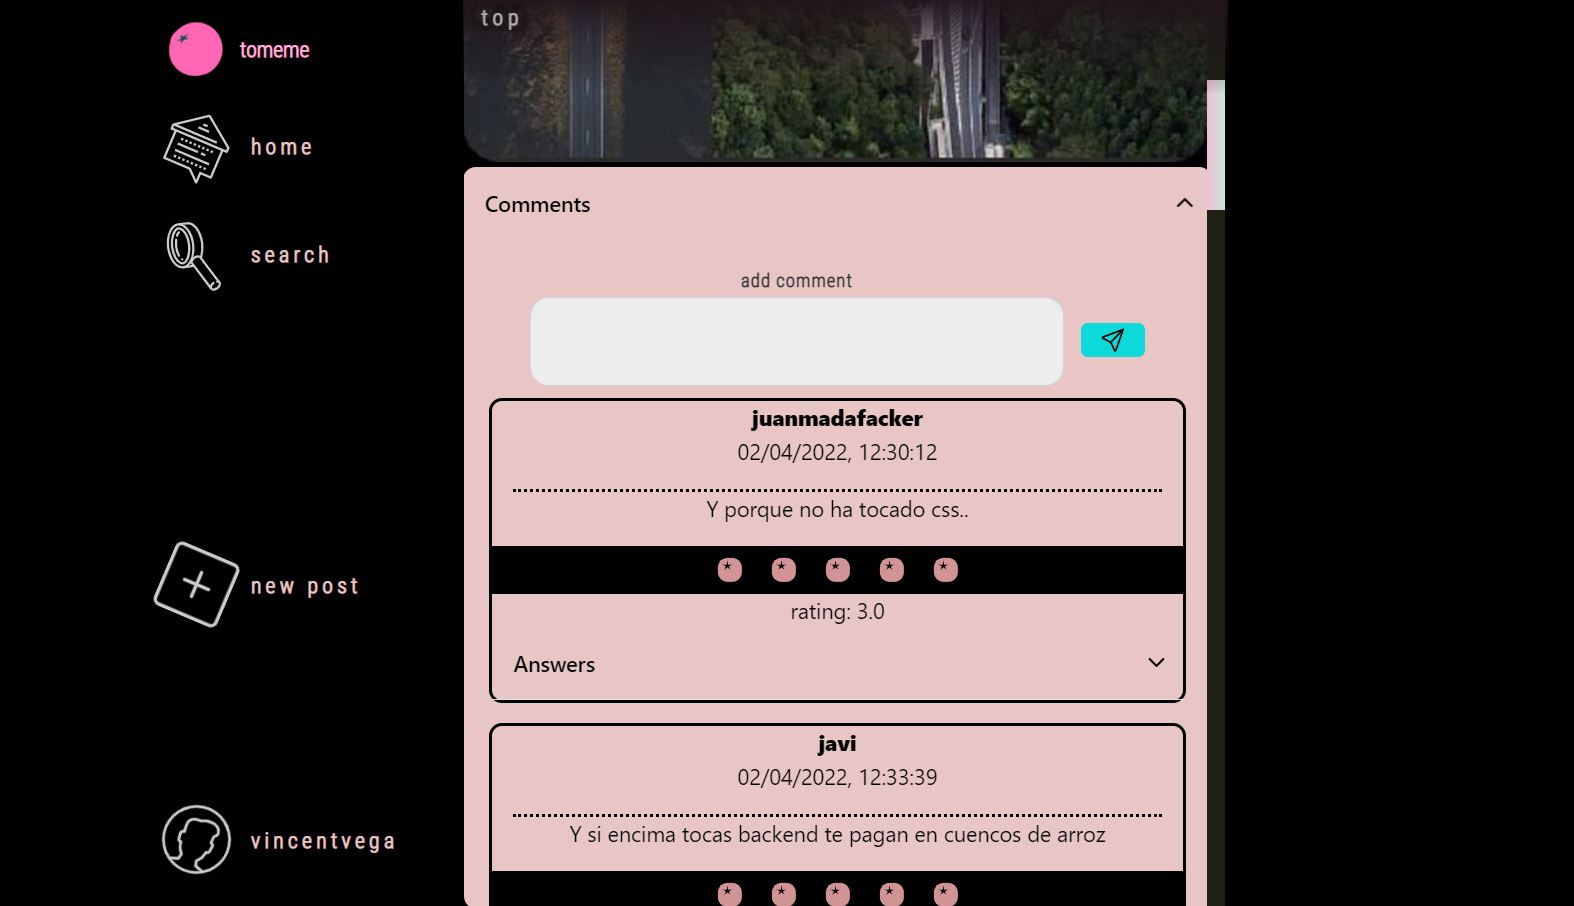 top
tomeme
home
search
new post
vincentvega
Comments
add comment
juanmadafacker
02/04/2022, 12:30:12
Y porque no ha tocado css..
rating: 3.0
Answers
javi
02/04/2022, 12:33:39
Y si encima tocas backend te pagan en cuencos de arroz